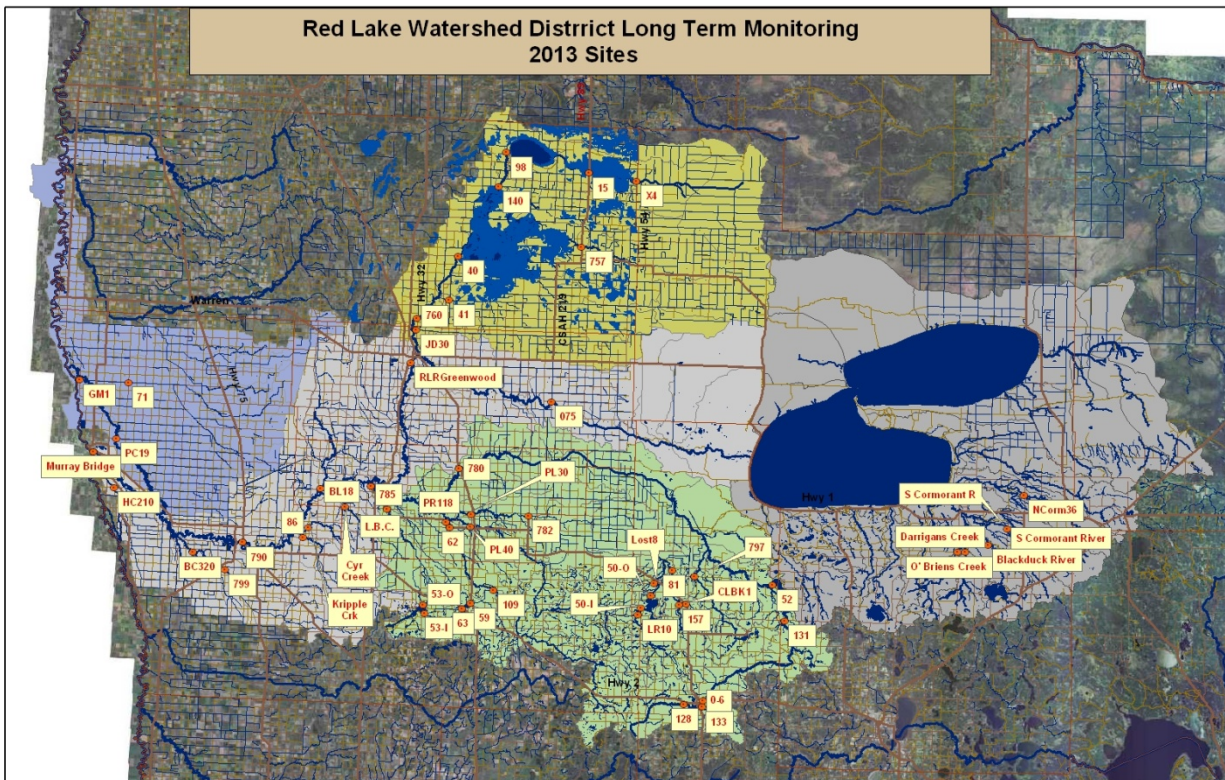 Red Lake Watershed Distrrict Long Term Monitoring
2013 Sites
98
15
X4
140
Hwy 54
757
40
Hwy 32
41
Warren
760
CSAH 219
JD30
RLRGreenwood
Hwy 75
GM1
71
075
PC19
Murray Bridge
780
PL30
HC210
BL18
785
PR118
Hwy 1
S Cormorant R
NCorm36
86
L.B.C.
62
782
PL40
Darrigans Creek
S Cormorant River
790
Cyr
Creek
Lost8
797
BC320
799
50-O
81
O' Briens Creek
Blackduck River
Kripple
Crk
53-O
109
50-I
CLBK1
52
53-I
63
59
LR10
157
131
Hwy 2
0-6
128
133